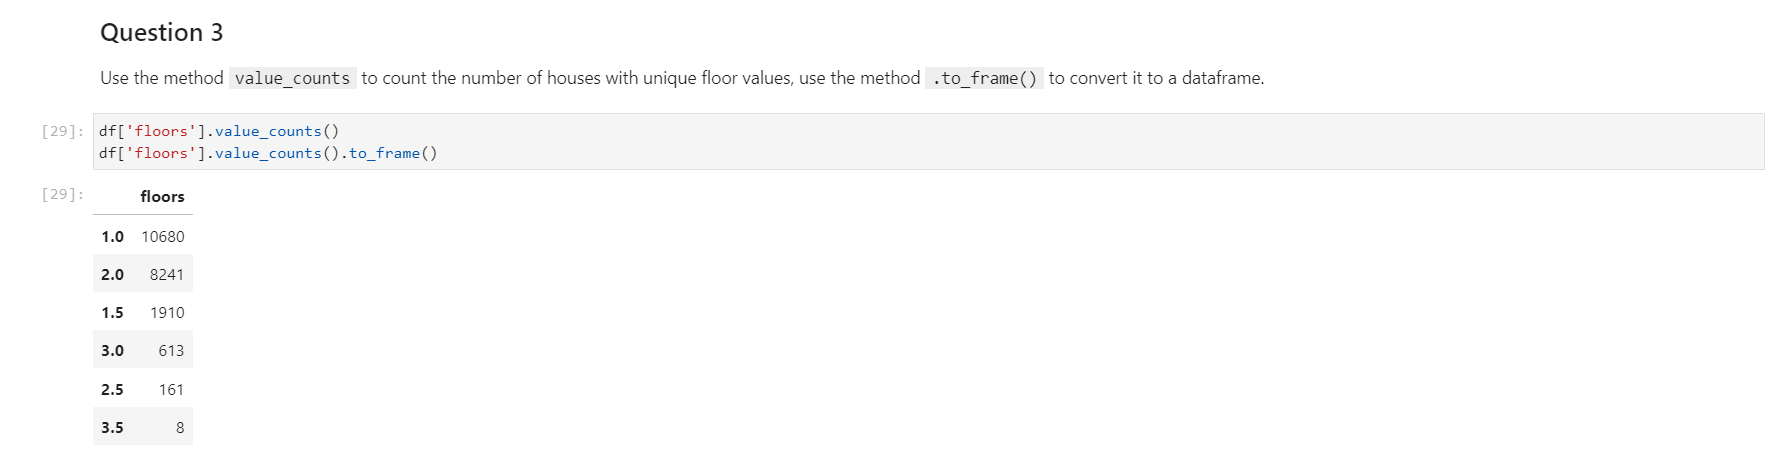 Question 3
Use the method value_counts to count the number of houses with unique floor values, use the method .to_frame() to convert it to a dataframe.
[29]: df['floors'].value_counts()
df['floors'].value_counts().to_frame()
[29]: floors
1.0 10680
2.0 8241
1.5 1910
3.0 613
2.5 161
3.5 8